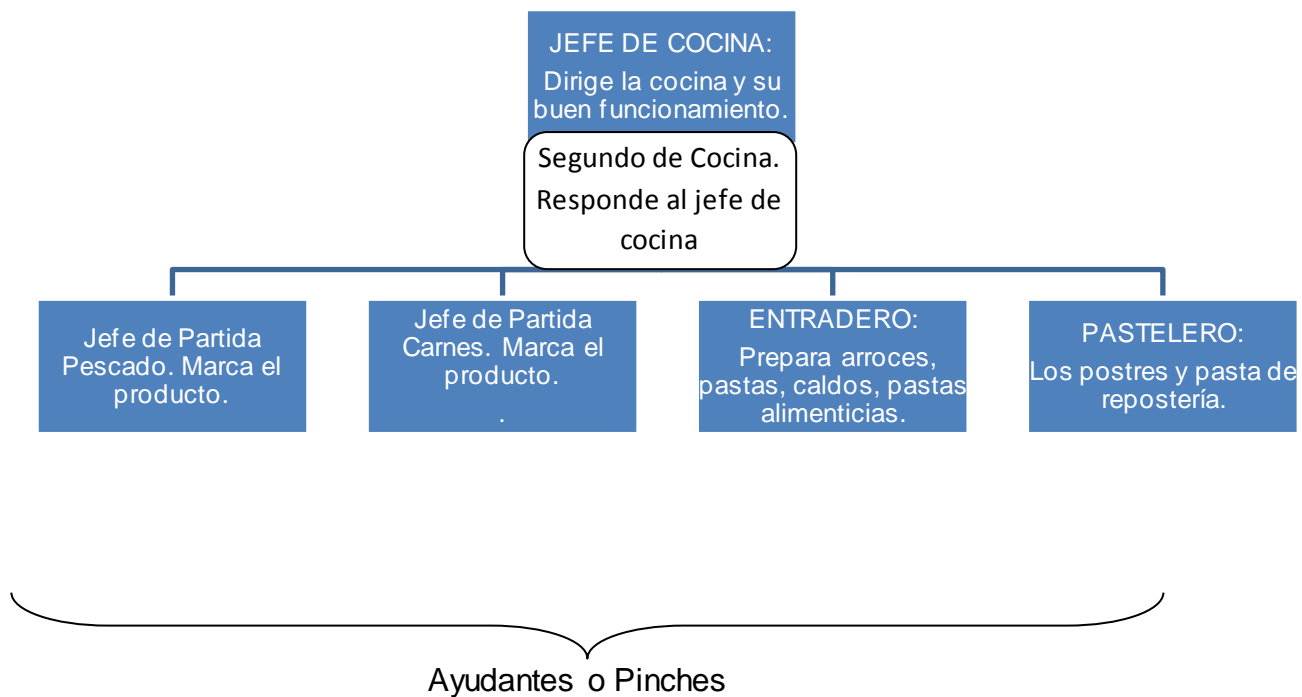 JEFE DE COCINA:
Dirige la cocina y su
buen funcionamiento.
Segundo de Cocina.
Responde al jefe de
cocina
Jefe de Partida
Pescado. Marca el
producto.
Jefe de Partida
Carnes. Marca el
producto.
.
ENTRADERO:
Prepara arroces,
pastas, caldos, pastas
alimenticias.
PASTELERO:
Los postres y pasta de
repostería.
Ayudantes o Pinches